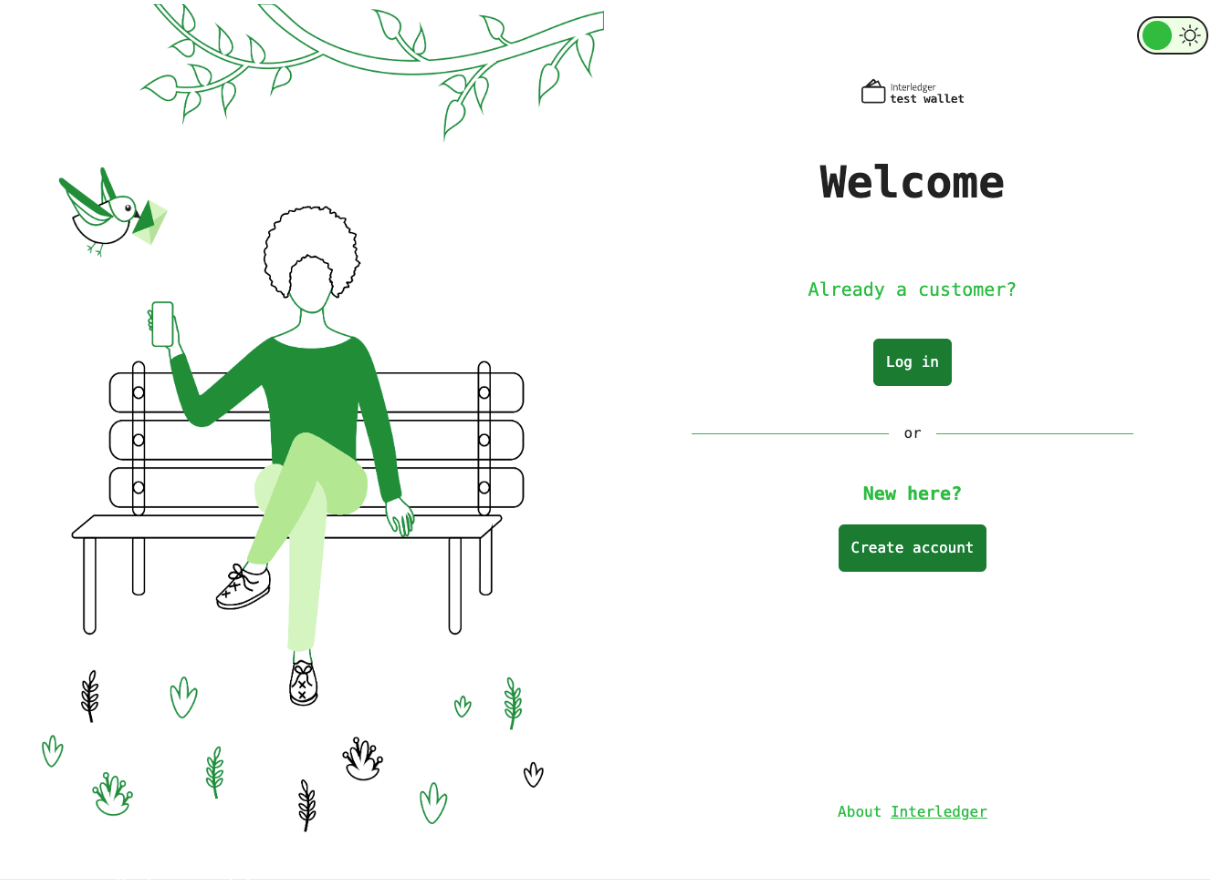 Interledger
test wallet
Welcome
Already a customer?
Log in
or
New here?
Create account
About Interledger